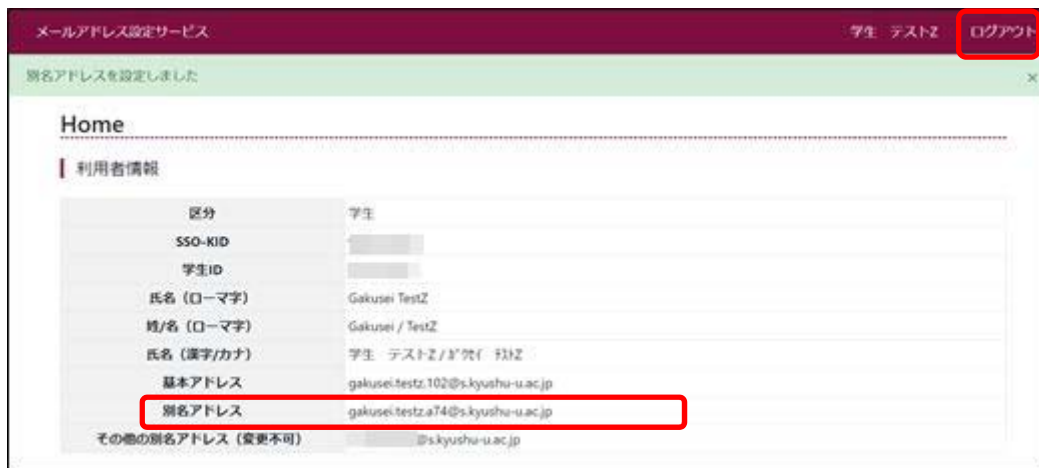 メールアドレス設定サービス 学生 テストZ ログアウト
別名アドレスを設定しました ×
Home
利用者情報
区分 学生
SSO-KID
学生ID
氏名（ローマ字） Gakusei TestZ
姓/名（ローマ字） Gakusei / TestZ
氏名（漢字/カナ） 学生 テストZ / ｶﾞｸｾｲ ﾃｽﾄZ
基本アドレス gakusei.testz.102@s.kyushu-u.ac.jp
別名アドレス gakusei.testz.a74@s.kyushu-u.ac.jp
その他の別名アドレス（変更不可） @s.kyushu-u.ac.jp